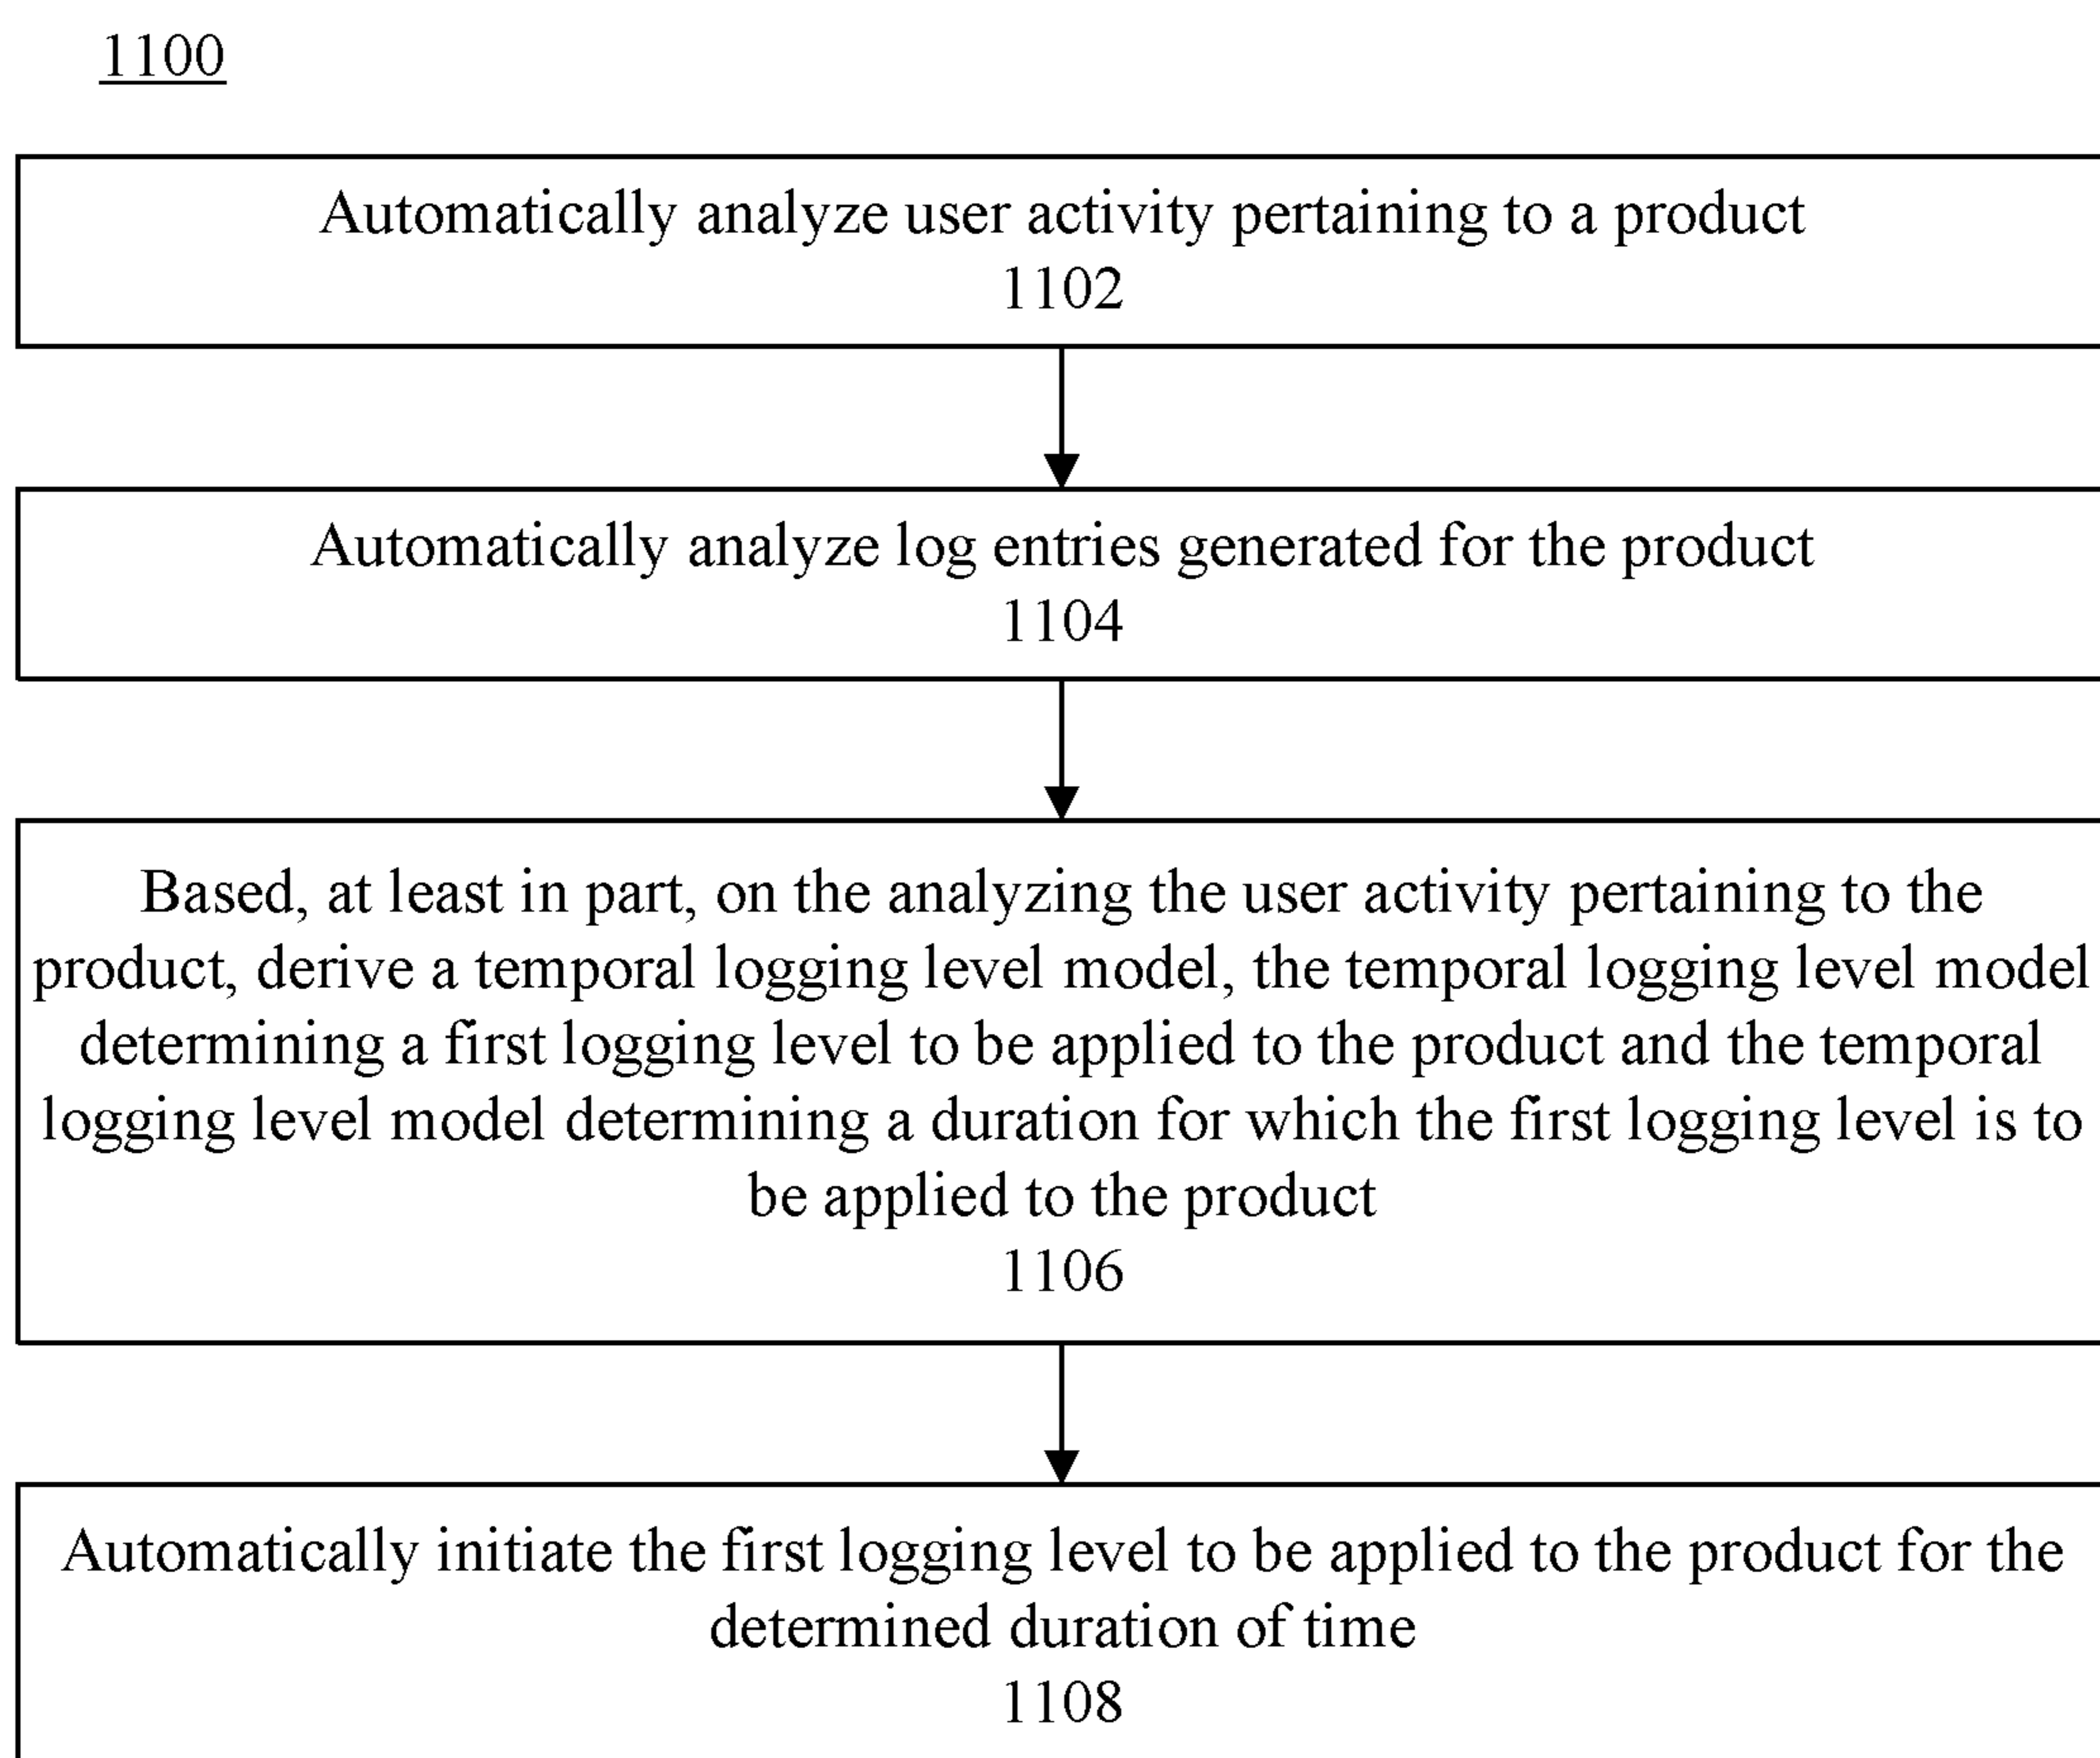 1100
Automatically analyze user activity pertaining to a product
1102
Automatically analyze log entries generated for the product
1104
Based, at least in part, on the analyzing the user activity pertaining to the
product, derive a temporal logging level model, the temporal logging level model
determining a first logging level to be applied to the product and the temporal
logging level model determining a duration for which the first logging level is to
be applied to the product
1106
Automatically initiate the first logging level to be applied to the product for the
determined duration of time
1108